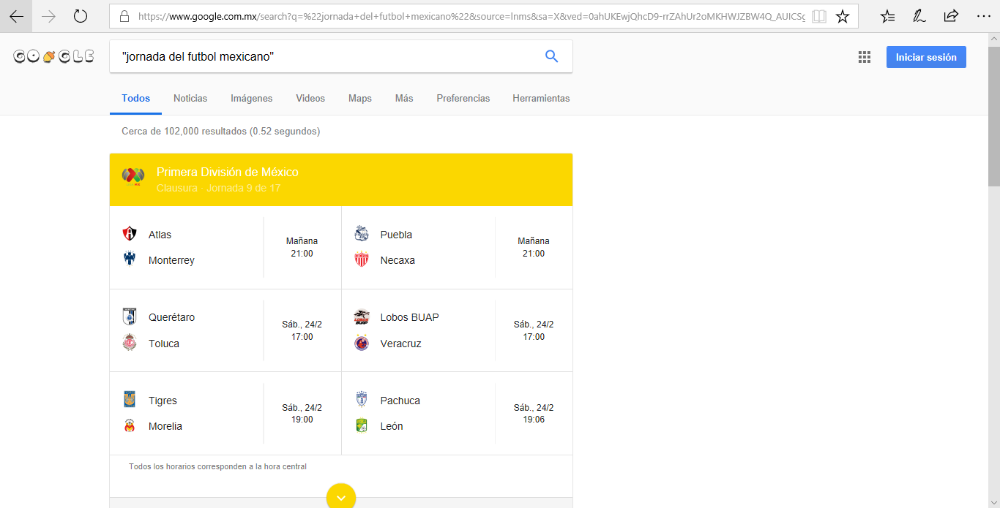 https://www.google.com.mx/search?q=%22jornada+del+futbol+mexicano%22&source=lnms&sa=X&ved=0ahUKEwjQhcD9-rrZAhUr2oMKHWJZBW4Q_AUICSg
GOOGLE
"jornada del futbol mexicano"
Iniciar sesión
Todos Noticias Imágenes Videos Maps Más Preferencias Herramientas
Cerca de 102,000 resultados (0.52 segundos)
Primera División de México
Clausura · Jornada 9 de 17
Atlas
Monterrey
Mañana
21:00
Puebla
Necaxa
Mañana
21:00
Querétaro
Toluca
Sáb., 24/2
17:00
Lobos BUAP
Veracruz
Sáb., 24/2
17:00
Tigres
Morelia
Sáb., 24/2
19:00
Pachuca
León
Sáb., 24/2
19:06
Todos los horarios corresponden a la hora central